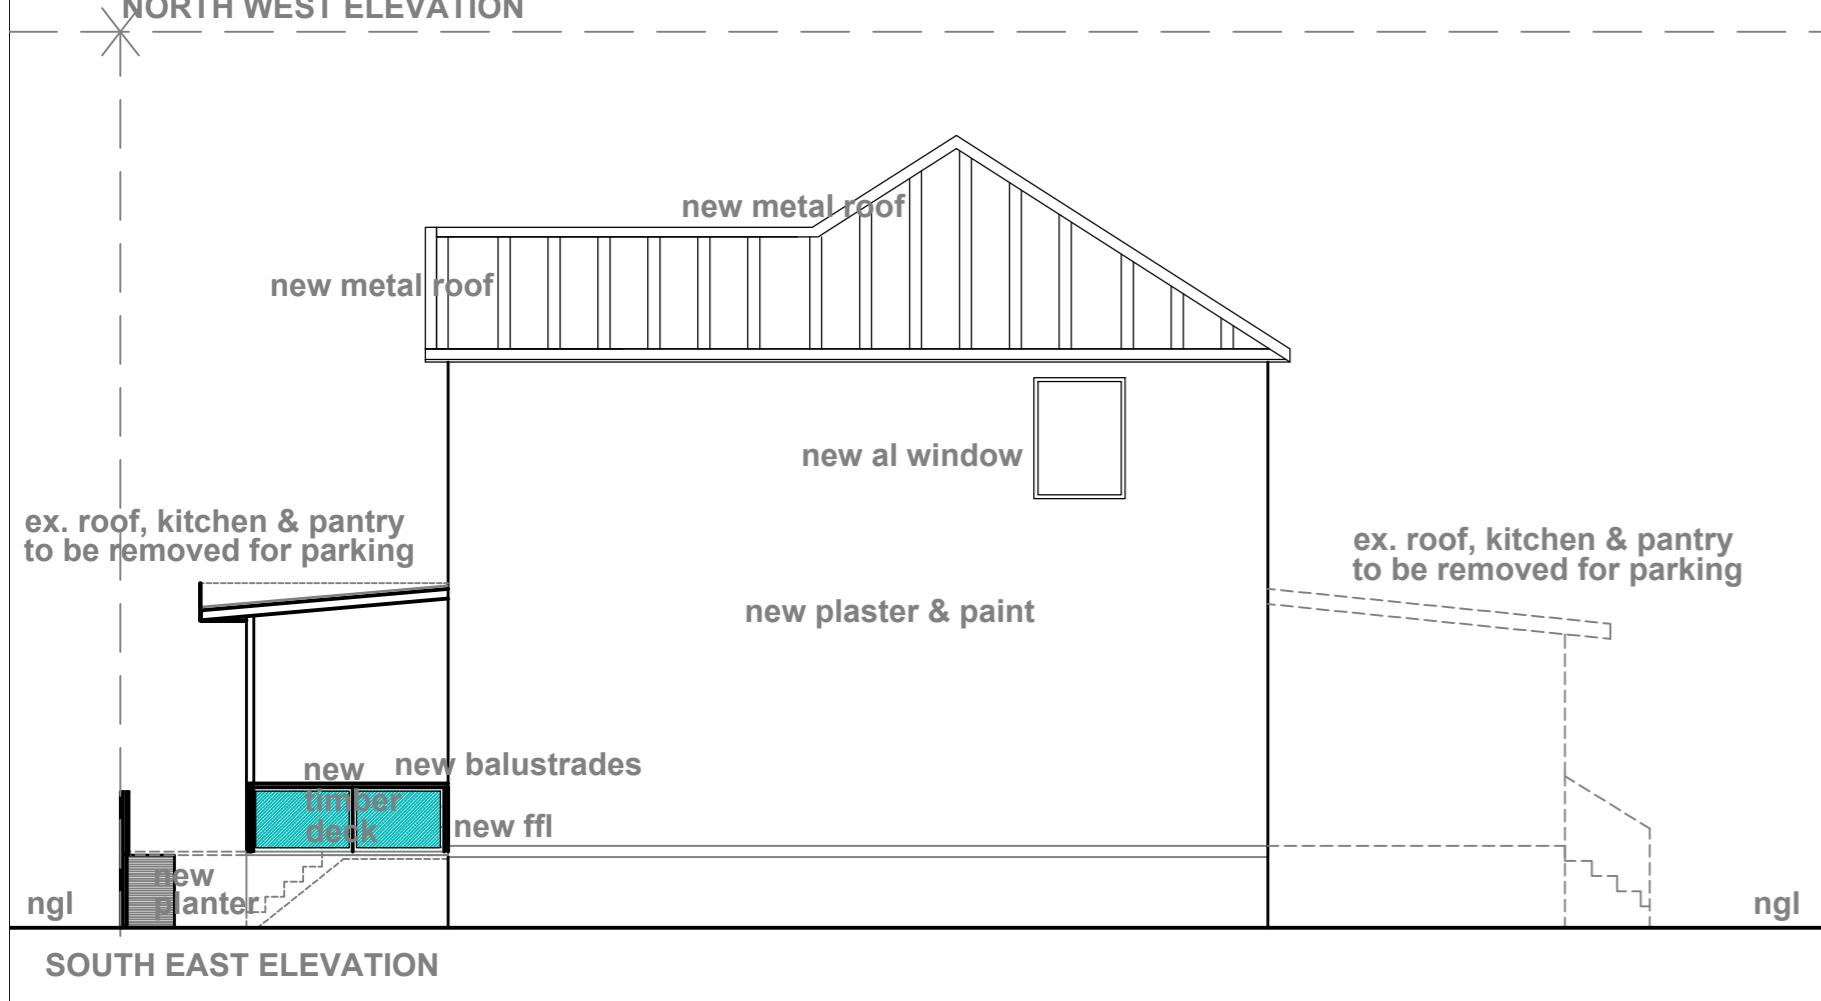 NORTH WEST ELEVATION
new metal roof
new metal roof
new al window
ex. roof, kitchen & pantry
to be removed for parking
ex. roof, kitchen & pantry
to be removed for parking
new plaster & paint
new balustrades
new
timber
deck
new ffl
new
planter
ngl
ngl
SOUTH EAST ELEVATION